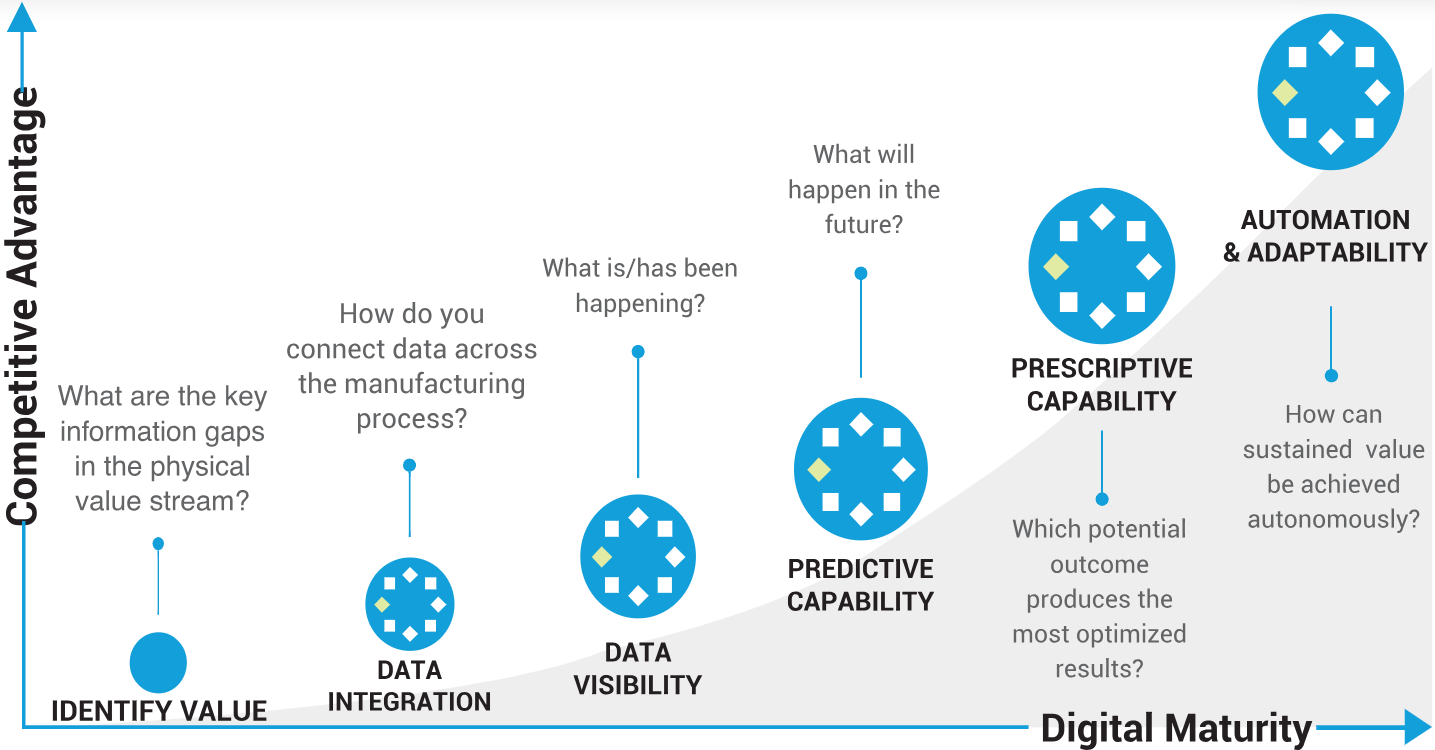 Competitive Advantage
What are the key
information gaps
in the physical
value stream?
IDENTIFY VALUE
How do you
connect data across
the manufacturing
process?
DATA
INTEGRATION
What is/has been
happening?
DATA
VISIBILITY
What will
happen in the
future?
PREDICTIVE
CAPABILITY
PRESCRIPTIVE
CAPABILITY
Which potential
outcome
produces the
most optimized
results?
AUTOMATION
& ADAPTABILITY
How can
sustained value
be achieved
autonomously?
Digital Maturity